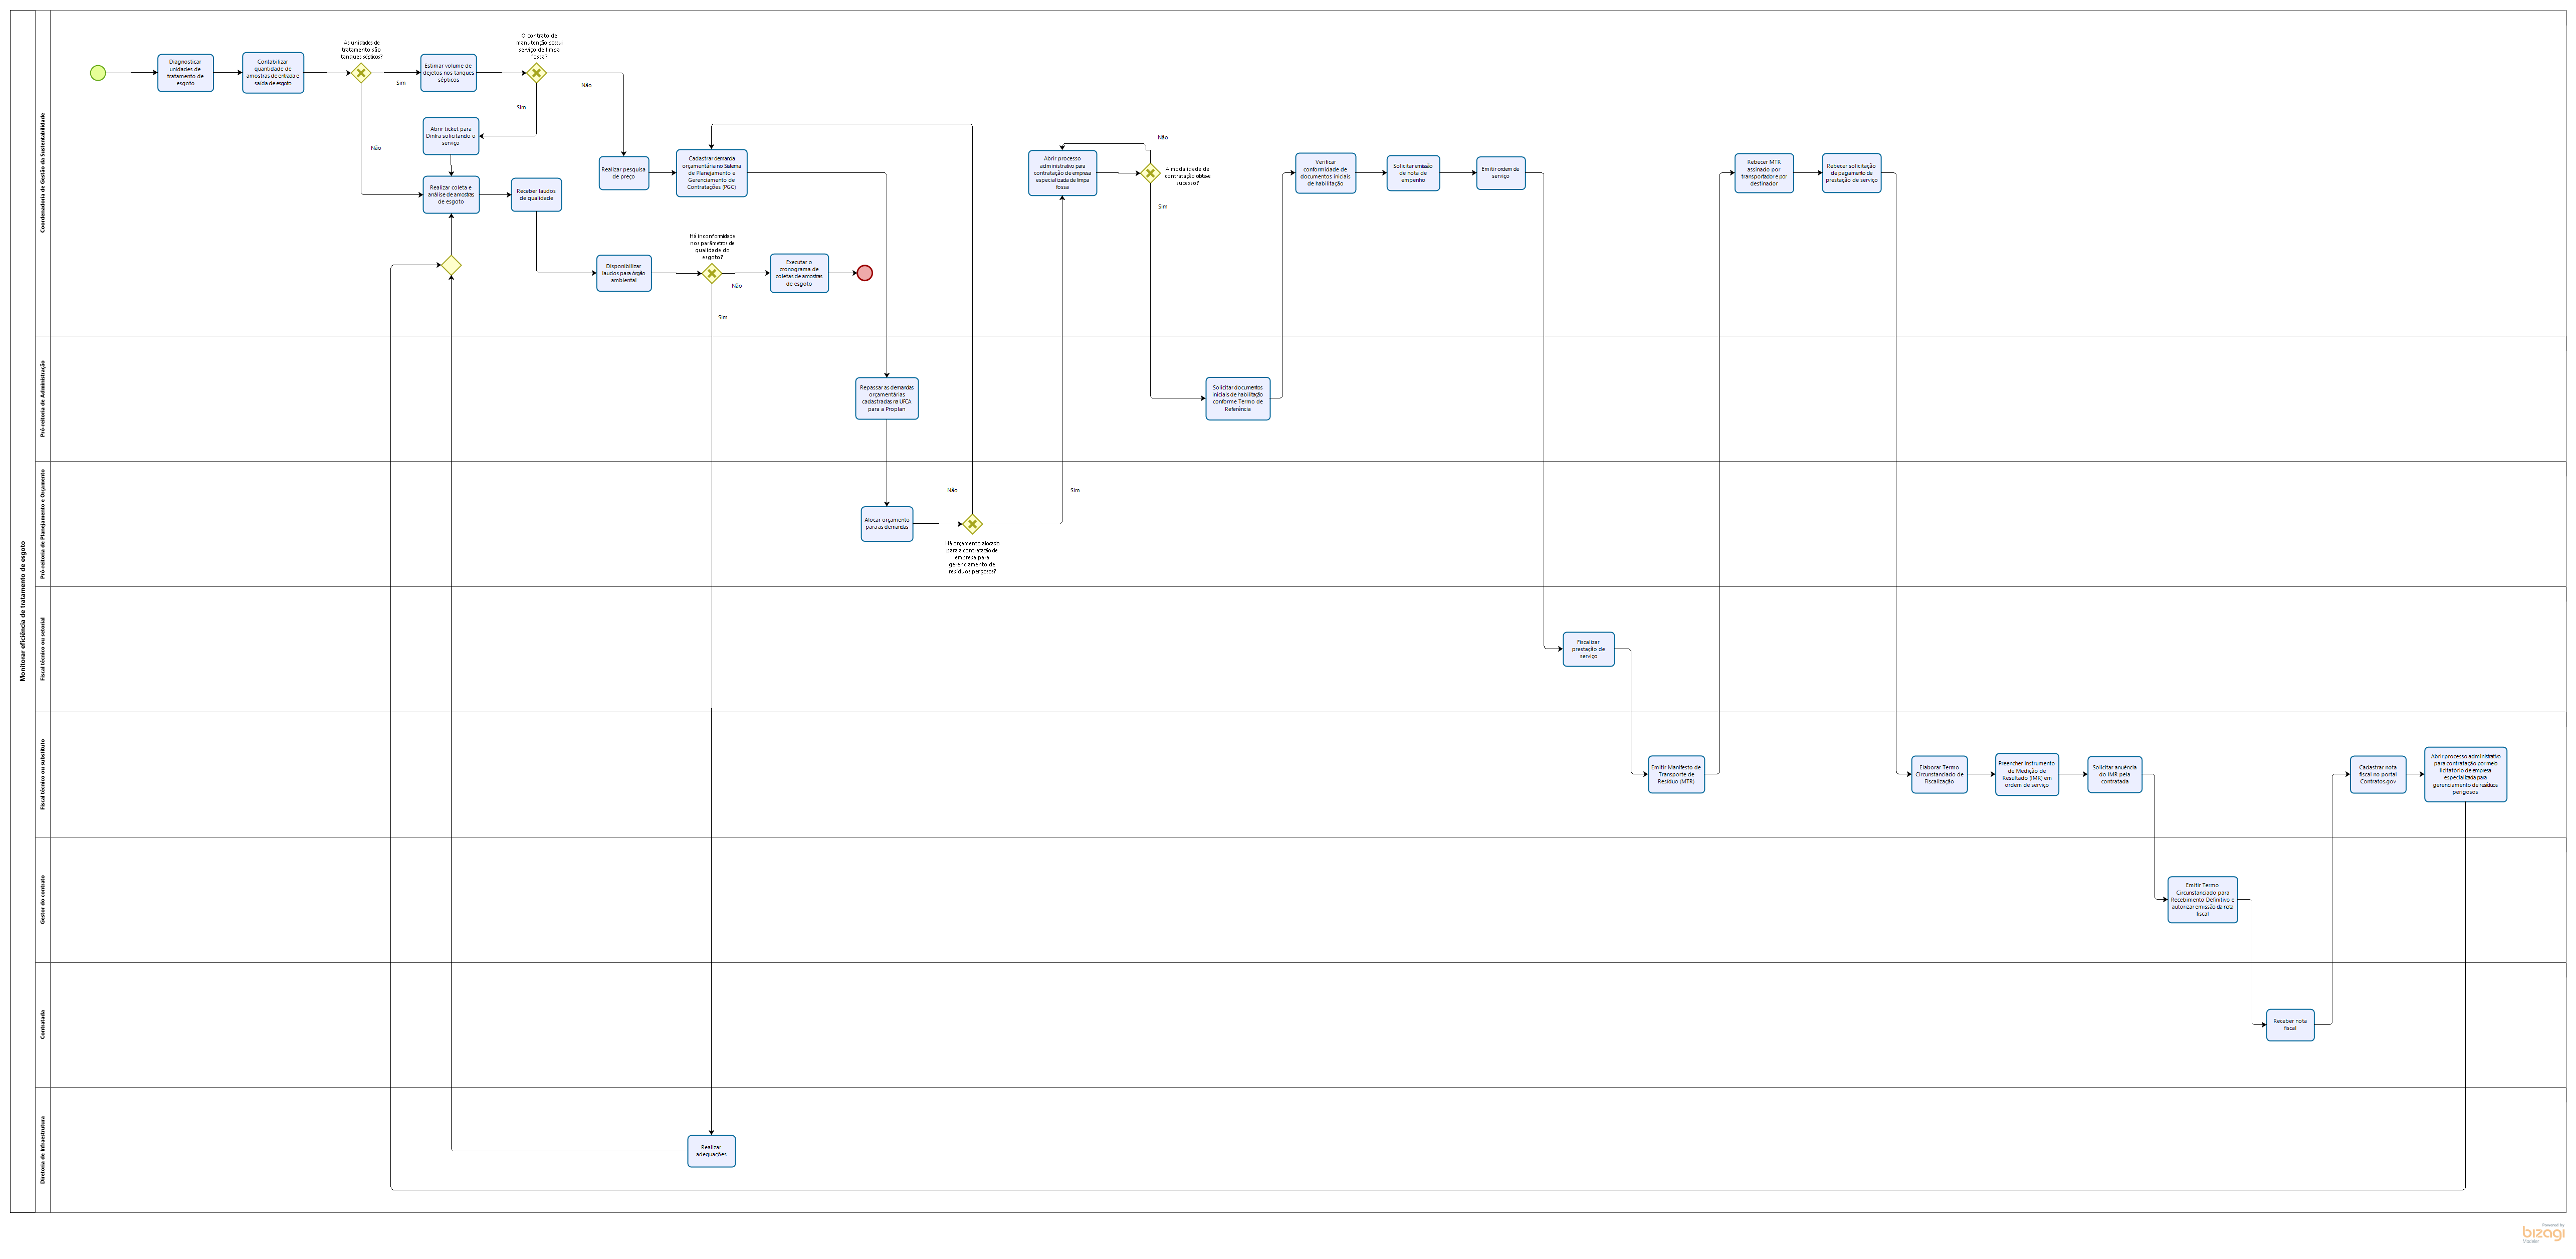 Monitorar eficiência de tratamento de esgoto
Coordenadoria de Gestão da Sustentabilidade
Diagnosticar
unidades de
tratamento de
esgoto
Contabilizar
quantidade de
amostras de entrada e
saída de esgoto
As unidades de
tratamento são
tanques sépticos?
Sim
Não
Estimar volume de
dejetos nos tanques
sépticos
O contrato de
manutenção possui
serviço de limpa
fossa?
Sim
Não
Abrir ticket para
Dinfra solicitando o
serviço
Realizar coleta e
análise de amostras
de esgoto
Receber laudos
de qualidade
Realizar pesquisa
de preço
Cadastrar demanda
orçamentária no Sistema
de Planejamento e
Gerenciamento de
Contratações (PGC)
Disponibilizar
laudos para órgão
ambiental
Há inconformidade
nos parâmetros de
qualidade do
esgoto?
Não
Sim
Executar o
cronograma de
coletas de amostras
de esgoto
Abrir processo
administrativo para
contratação de empresa
especializada de limpa
fossa
Não
A modalidade de
contratação obteve
sucesso?
Sim
Verificar
conformidade de
documentos iniciais
de habilitação
Solicitar emissão
de nota de
empenho
Emitir ordem de
serviço
Rebecer MTR
assinado por
transportador e por
destinador
Rebecer solicitação
de pagamento de
prestação de serviço
Pró-reitoria de Administração
Repassar as demandas
orçamentárias
cadastradas na UFCA
para a Proplan
Solicitar documentos
iniciais de habilitação
conforme Termo de
Referência
Pró-reitoria de Planejamento e Orçamento
Alocar orçamento
para as demandas
Não
Sim
Há orçamento alocado
para a contratação de
empresa para
gerenciamento de
resíduos perigosos?
Fiscal técnico ou setorial
Fiscalizar
prestação de
serviço
Fiscal técnico ou substituto
Emitir Manifesto de
Transporte de
Resíduo (MTR)
Elaborar Termo
Circunstanciado de
Fiscalização
Preencher Instrumento
de Medição de
Resultado (IMR) em
ordem de serviço
Solicitar anuência
do IMR pela
contratada
Cadastrar nota
fiscal no portal
Contratos.gov
Abrir processo administrativo
para contratação por meio
licitatório de empresa
especializada para
gerenciamento de resíduos
perigosos
Gestor do contrato
Emitir Termo
Circunstanciado para
Recebimento Definitivo e
autorizar emissão da nota
fiscal
Contratada
Receber nota
fiscal
Diretoria de Infraestrutura
Realizar
adequações
Powered by
bizagi
Modeler